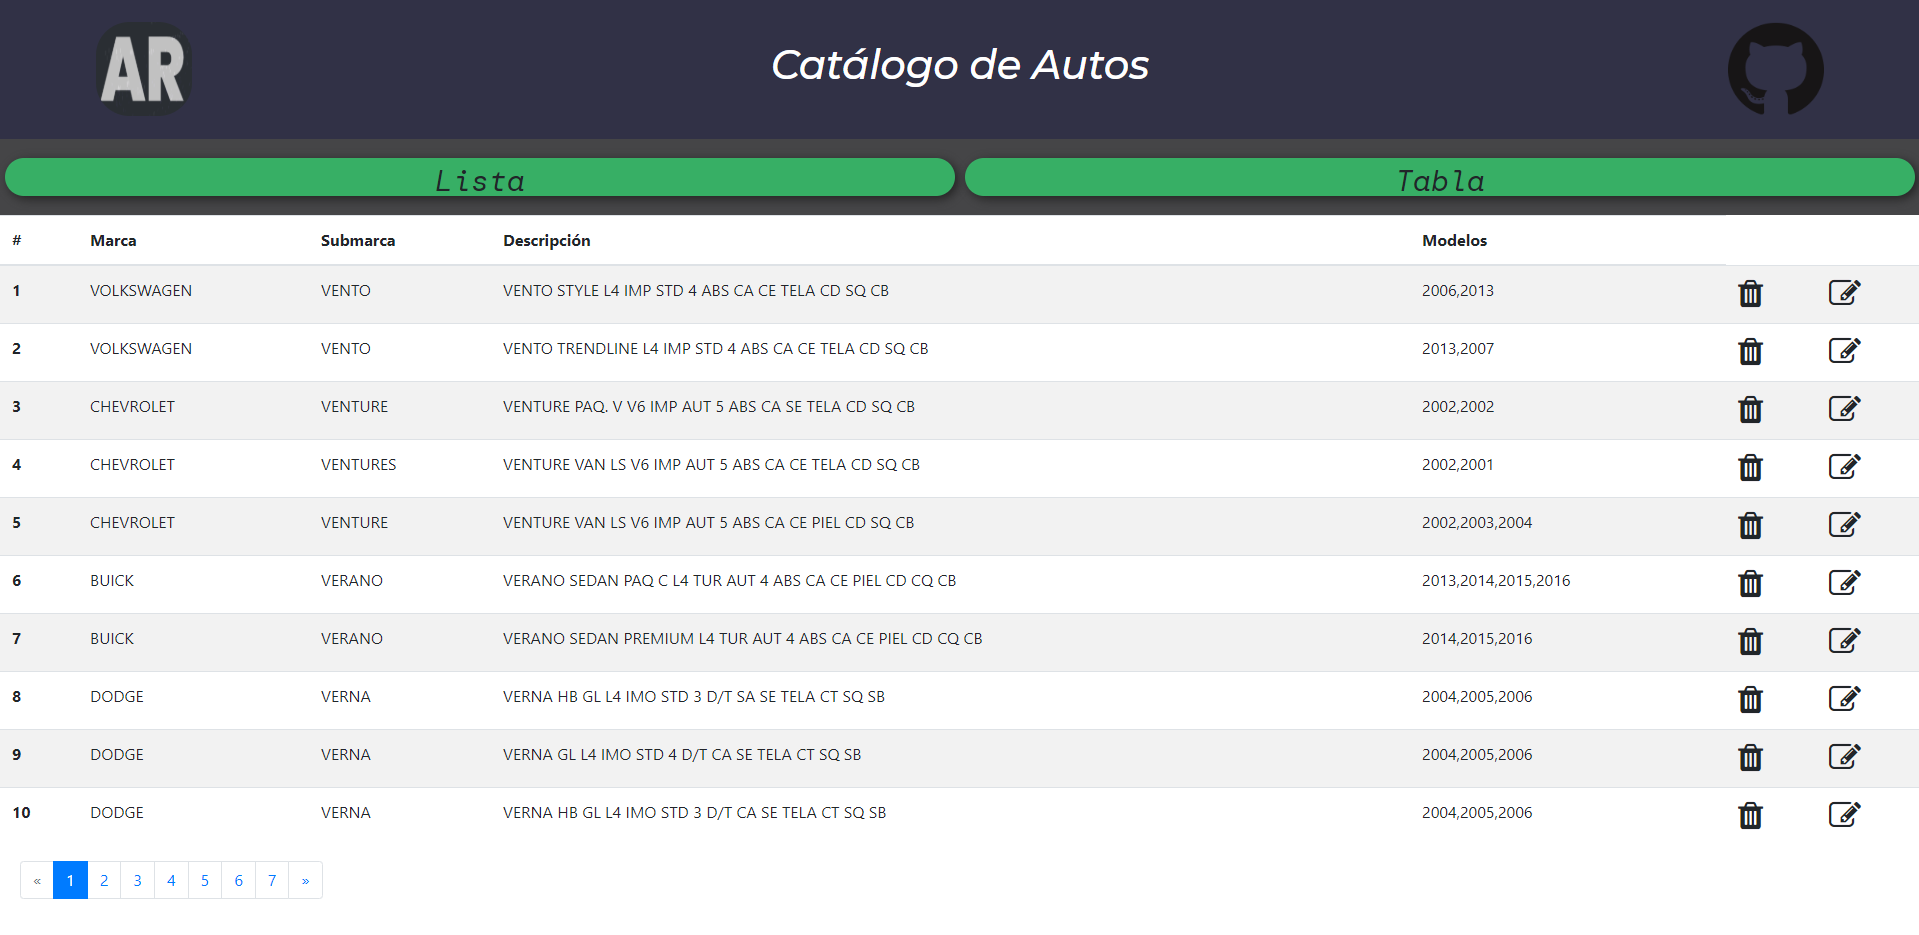 AR
Catálogo de Autos
Lista Tabla
# Marca Submarca Descripción Modelos
1 VOLKSWAGEN VENTO VENTO STYLE L4 IMP STD 4 ABS CA CE TELA CD SQ CB 2006,2013
2 VOLKSWAGEN VENTO VENTO TRENDLINE L4 IMP STD 4 ABS CA CE TELA CD SQ CB 2013,2007
3 CHEVROLET VENTURE VENTURE PAQ. V V6 IMP AUT 5 ABS CA SE TELA CD SQ CB 2002,2002
4 CHEVROLET VENTURES VENTURE VAN LS V6 IMP AUT 5 ABS CA CE TELA CD SQ CB 2002,2001
5 CHEVROLET VENTURE VENTURE VAN LS V6 IMP AUT 5 ABS CA CE PIEL CD SQ CB 2002,2003,2004
6 BUICK VERANO VERANO SEDAN PAQ C L4 TUR AUT 4 ABS CA CE PIEL CD CQ CB 2013,2014,2015,2016
7 BUICK VERANO VERANO SEDAN PREMIUM L4 TUR AUT 4 ABS CA CE PIEL CD CQ CB 2014,2015,2016
8 DODGE VERNA VERNA HB GL L4 IMO STD 3 D/T SA SE TELA CT SQ SB 2004,2005,2006
9 DODGE VERNA VERNA GL L4 IMO STD 4 D/T CA SE TELA CT SQ SB 2004,2005,2006
10 DODGE VERNA VERNA HB GL L4 IMO STD 3 D/T CA SE TELA CT SQ SB 2004,2005,2006
« 1 2 3 4 5 6 7 »